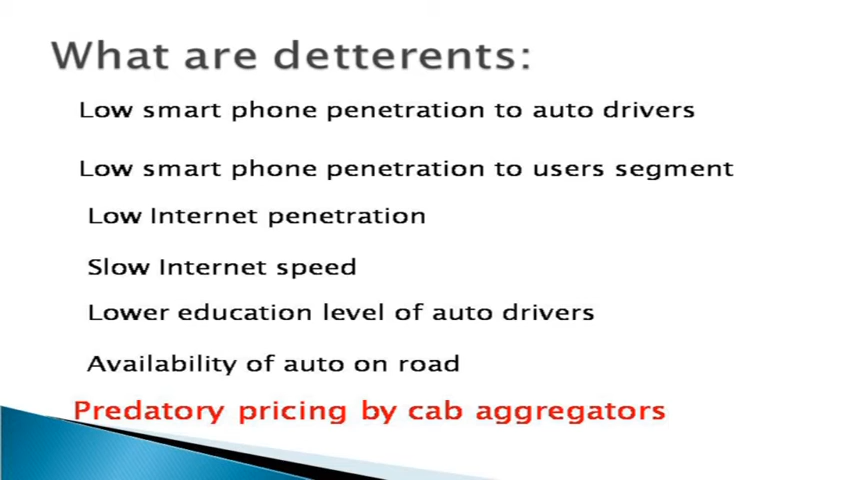 What are detterents:
Low smart phone penetration to auto drivers
Low smart phone penetration to users segment
Low Internet penetration
Slow Internet speed
Lower education level of auto drivers
Availability of auto on road
Predatory pricing by cab aggregators